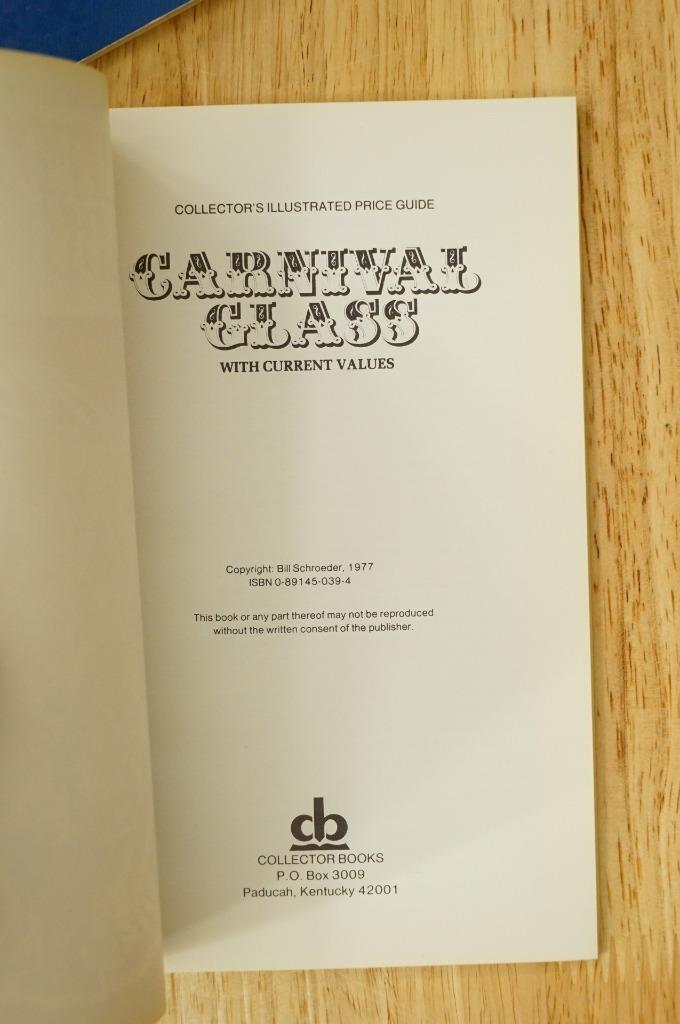 COLLECTOR'S ILLUSTRATED PRICE GUIDE
CARNIVAL
GLASS
WITH CURRENT VALUES
Copyright: Bill Schroeder, 1977
ISBN 0-89145-039-4
This book or any part thereof may not be reproduced
without the written consent of the publisher.
cb
COLLECTOR BOOKS
P.O. Box 3009
Paducah, Kentucky 42001